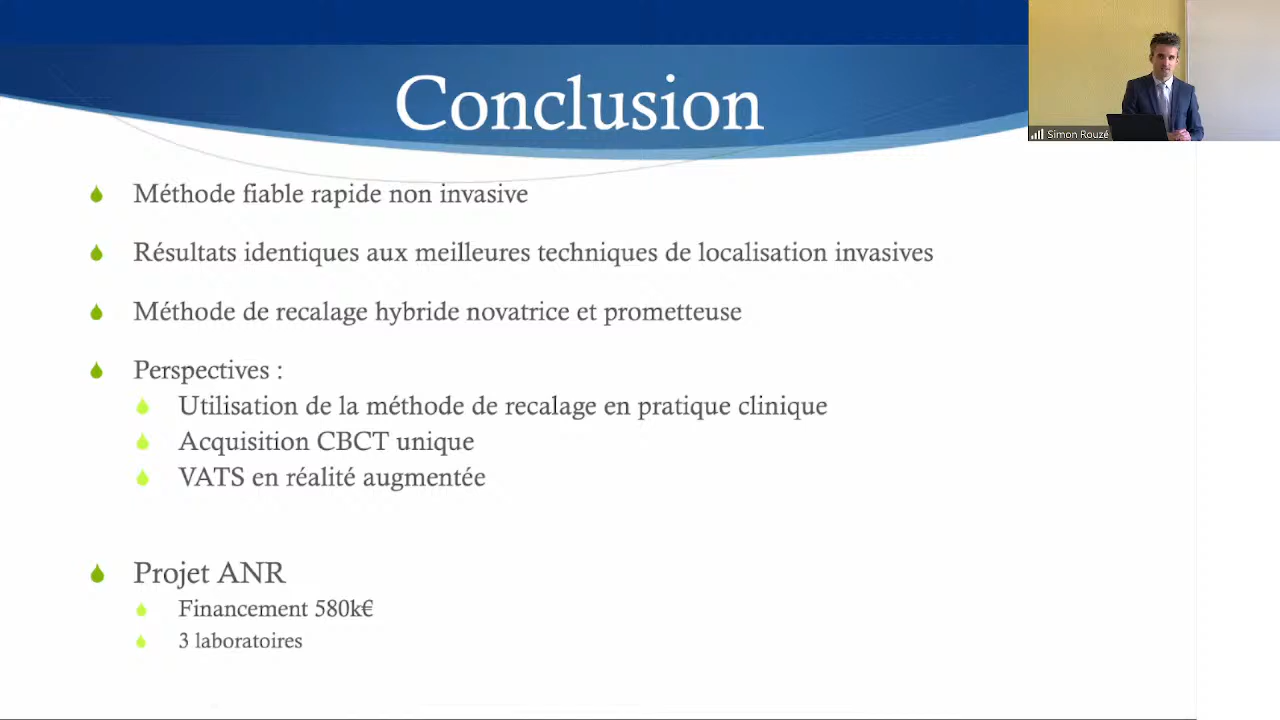 Conclusion
Simon Rouzé
Méthode fiable rapide non invasive
Résultats identiques aux meilleures techniques de localisation invasives
Méthode de recalage hybride novatrice et prometteuse
Perspectives :
Utilisation de la méthode de recalage en pratique clinique
Acquisition CBCT unique
VATS en réalité augmentée
Projet ANR
Financement 580k€
3 laboratoires